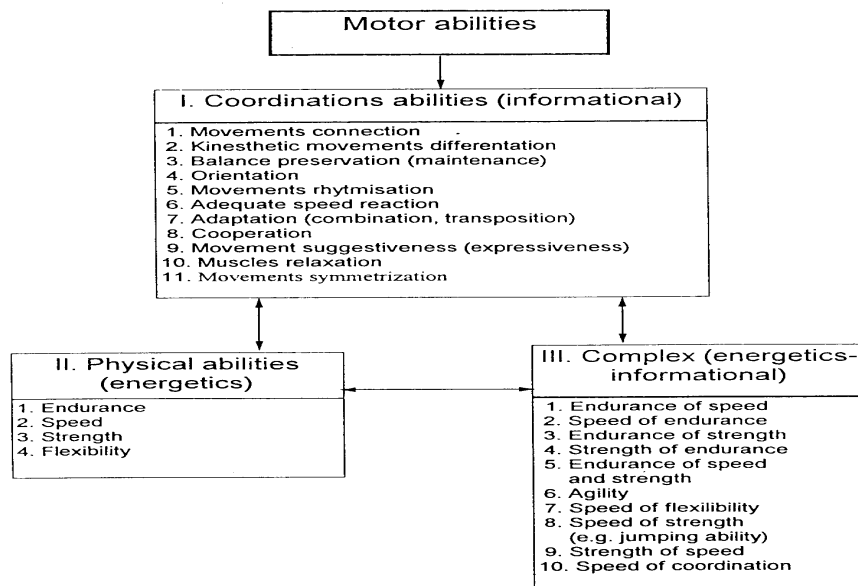 Motor abilities
I. Coordinations abilities (informational)
1. Movements connection
2. Kinesthetic movements differentation
3. Balance preservation (maintenance)
4. Orientation
5. Movements rhytmisation
6. Adequate speed reaction
7. Adaptation (combination, transposition)
8. Cooperation
9. Movement suggestiveness (expressiveness)
10. Muscles relaxation
11. Movements symmetrization
II. Physical abilities
(energetics)
1. Endurance
2. Speed
3. Strength
4. Flexibility
III. Complex (energetics-
informational)
1. Endurance of speed
2. Speed of endurance
3. Endurance of strength
4. Strength of endurance
5. Endurance of speed
and strength
6. Agility
7. Speed of flexilibility
8. Speed of strength
(e.g. jumping ability)
9. Strength of speed
10. Speed of coordination